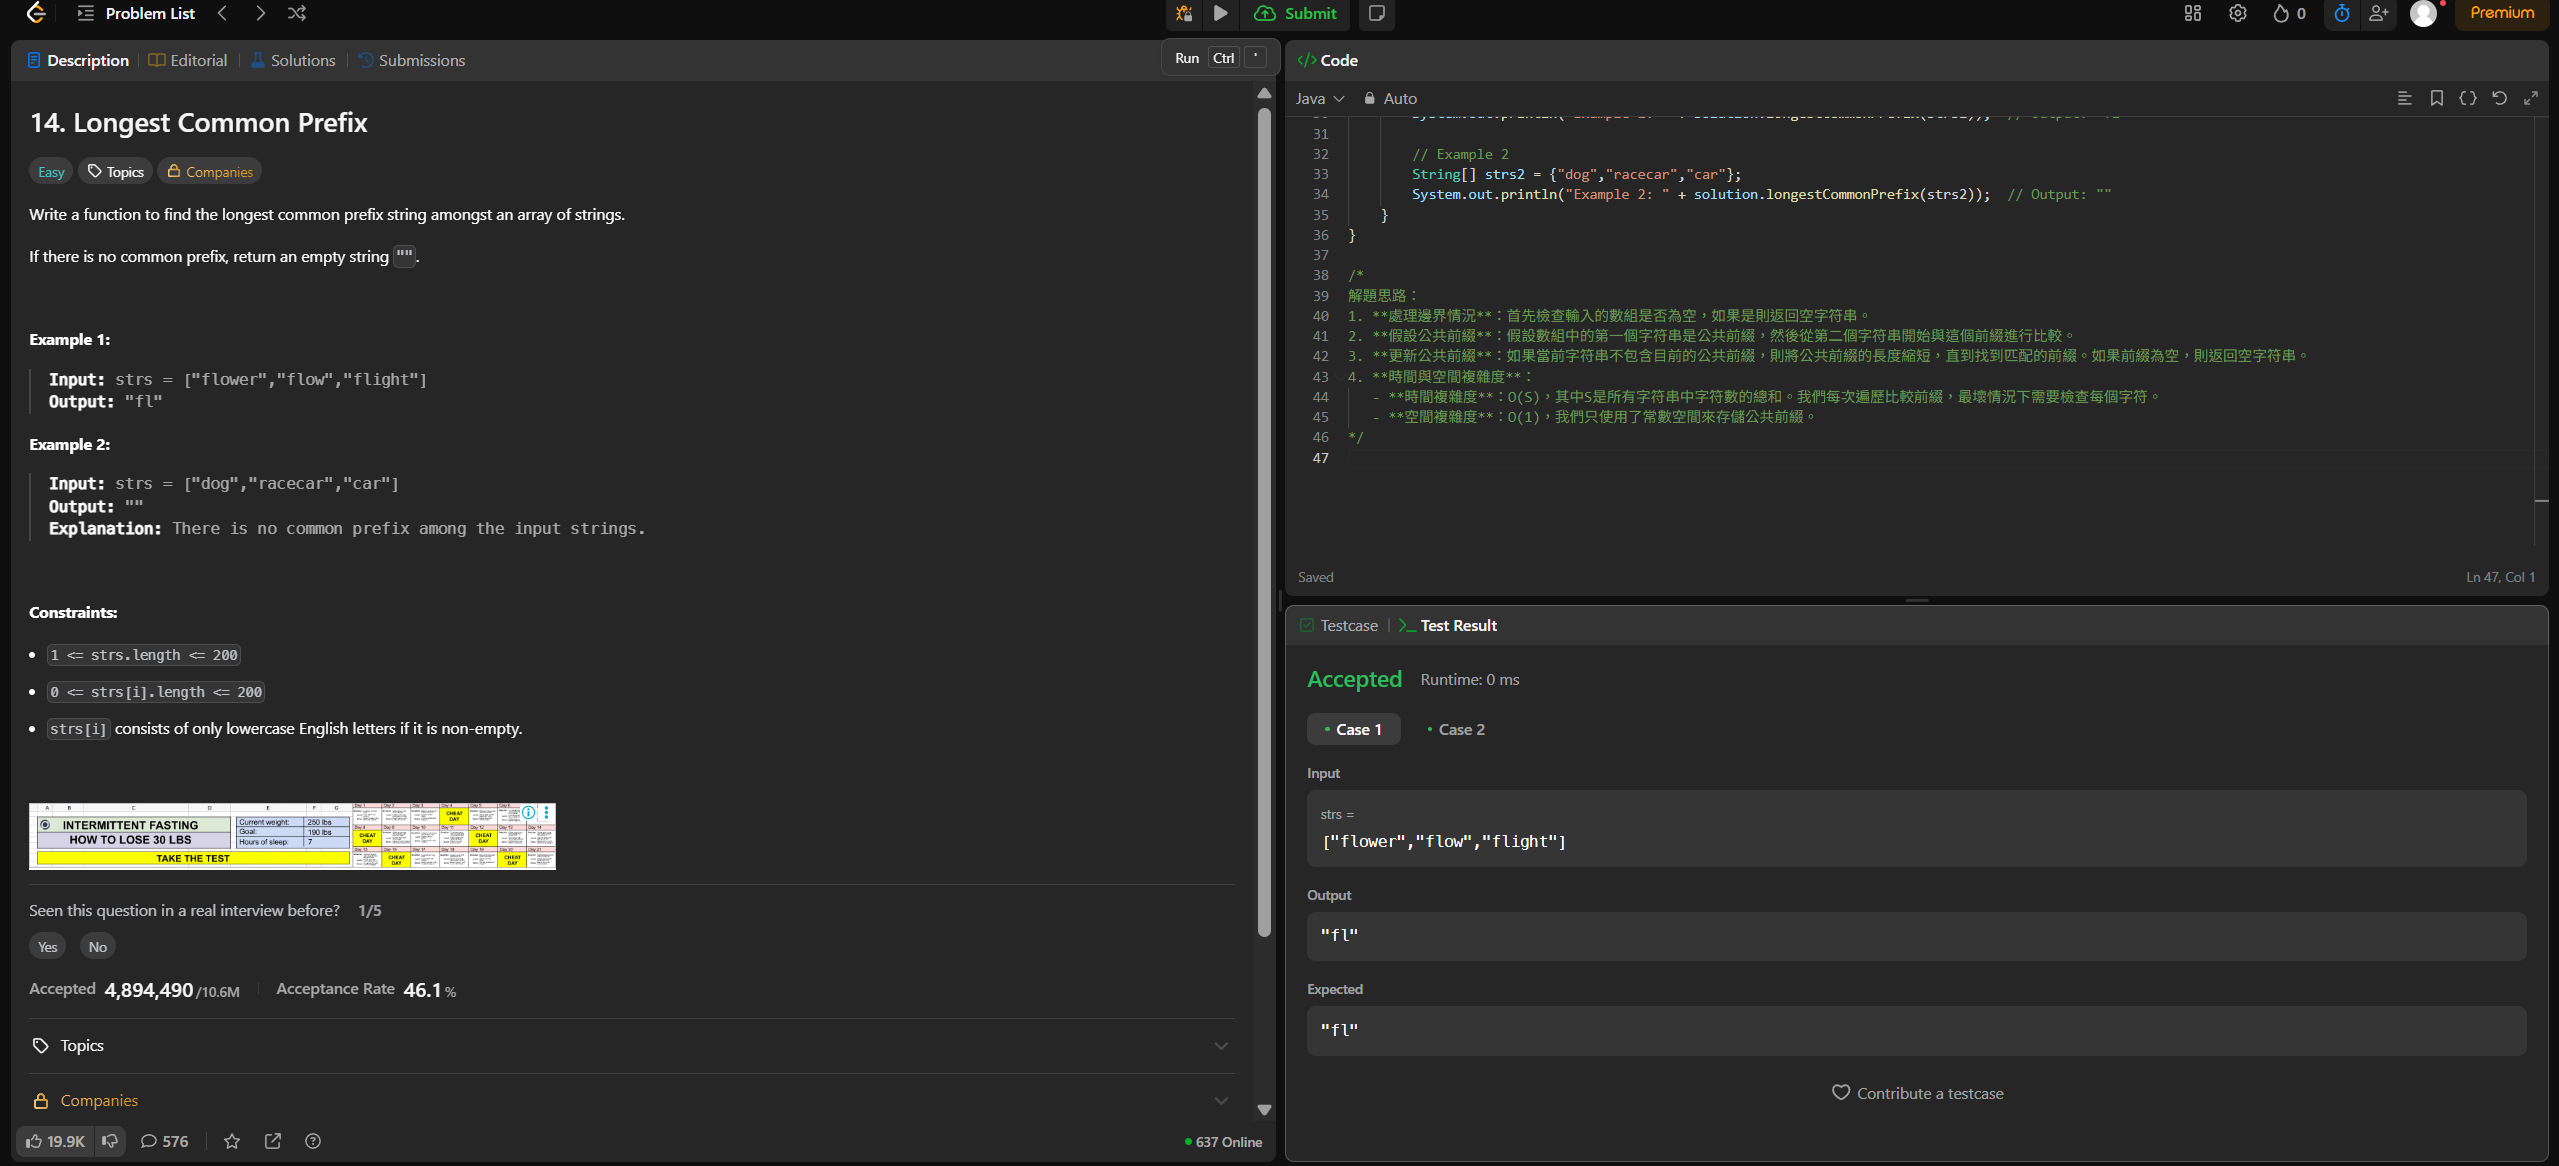 Problem List
Submit
0
Premium
Description
Editorial
Solutions
Submissions
Run Ctrl '
14. Longest Common Prefix
Easy
Topics
Companies
Write a function to find the longest common prefix string amongst an array of strings.
If there is no common prefix, return an empty string "".
Example 1:
Input: strs = ["flower","flow","flight"]
Output: "fl"
Example 2:
Input: strs = ["dog","racecar","car"]
Output: ""
Explanation: There is no common prefix among the input strings.
Constraints:
• 1 <= strs.length <= 200
• 0 <= strs[i].length <= 200
• strs[i] consists of only lowercase English letters if it is non-empty.
A B C D E F G
INTERMITTENT FASTING
HOW TO LOSE 30 LBS
TAKE THE TEST
Current weight: 260 lbs
Goal: 190 lbs
Hours of sleep: 7
CHEAT DAY
CHEAT DAY
CHEAT DAY
CHEAT DAY
CHEAT DAY
Seen this question in a real interview before? 1/5
Yes No
Accepted 4,894,490/10.6M Acceptance Rate 46.1%
Topics
Companies
19.9K 576
637 Online
Code
Java Auto
31
32 // Example 2
33 String[] strs2 = {"dog","racecar","car"};
34 System.out.println("Example 2: " + solution.longestCommonPrefix(strs2)); // Output: ""
35 }
36 }
37
38 /*
39 解題思路：
40 1. **處理邊界情況**：首先檢查輸入的數組是否為空，如果是則返回空字符串。
41 2. **假設公共前綴**：假設數組中的第一個字符串是公共前綴，然後從第二個字符串開始與這個前綴進行比較。
42 3. **更新公共前綴**：如果當前字符串不包含目前的公共前綴，則將公共前綴的長度縮短，直到找到匹配的前綴。如果前綴為空，則返回空字符串。
43 4. **時間與空間複雜度**：
44 - **時間複雜度**：O(S)，其中S是所有字符串中字符數的總和。我們每次遍歷比較前綴，最壞情況下需要檢查每個字符。
45 - **空間複雜度**：O(1)，我們只使用了常數空間來存儲公共前綴。
46 */
47
Saved
Ln 47, Col 1
Testcase
Test Result
Accepted Runtime: 0 ms
• Case 1 • Case 2
Input
strs =
["flower","flow","flight"]
Output
"fl"
Expected
"fl"
Contribute a testcase